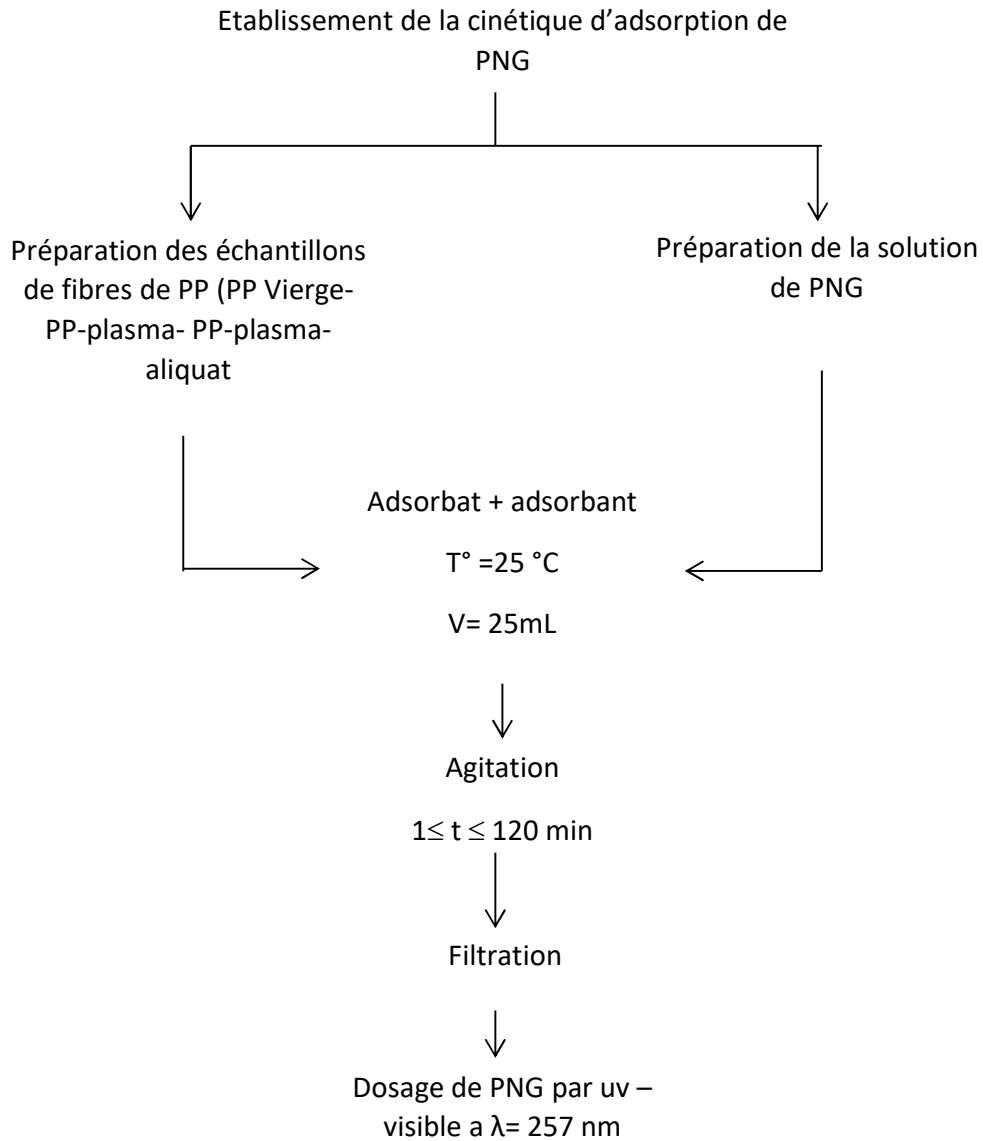 Etablissement de la cinétique d’adsorption de
PNG
Préparation des échantillons
de fibres de PP (PP Vierge-
PP-plasma- PP-plasma-
aliquat
Préparation de la solution
de PNG
Adsorbat + adsorbant
T° =25 °C
V= 25mL
Agitation
1≤ t ≤ 120 min
Filtration
Dosage de PNG par uv –
visible a λ= 257 nm